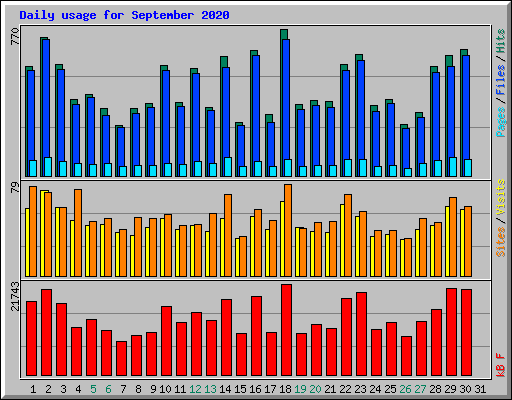 Daily usage for September 2020
770
Pages / Files / Hits
79
Sites / Visits
21743
kB F
1 2 3 4 5 6 7 8 9 10 11 12 13 14 15 16 17 18 19 20 21 22 23 24 25 26 27 28 29 30 31